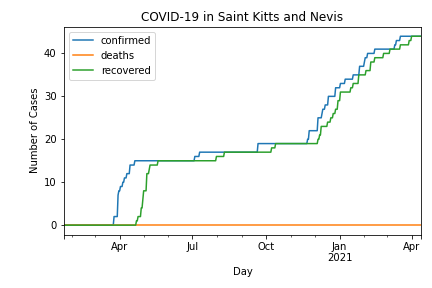 COVID-19 in Saint Kitts and Nevis
confirmed
deaths
recovered
Number of Cases
40
30
20
10
0
Apr Jul Oct Jan Apr
2021
Day